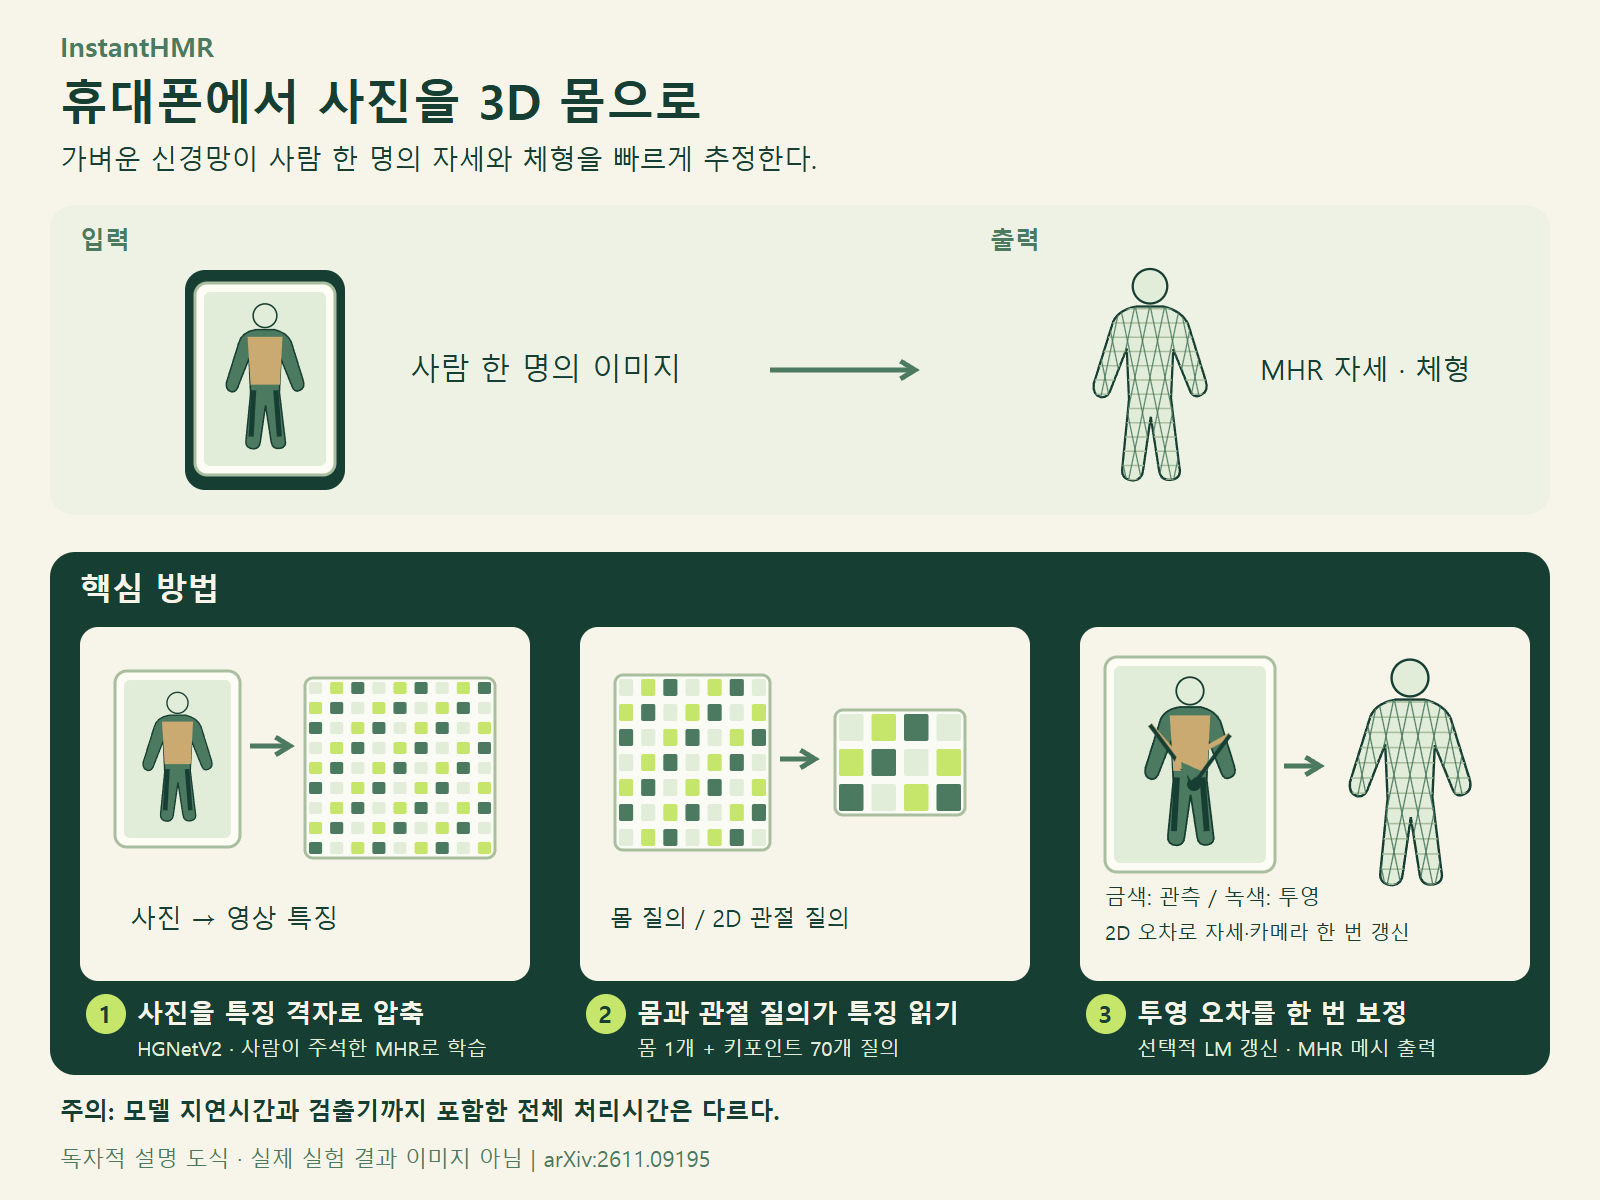 InstantHMR
휴대폰에서 사진을 3D 몸으로
가벼운 신경망이 사람 한 명의 자세와 체형을 빠르게 추정한다.
입력
출력
사람 한 명의 이미지
MHR 자세 · 체형
핵심 방법
사진 → 영상 특징
몸 질의 / 2D 관절 질의
금색: 관측 / 녹색: 투영
2D 오차로 자세·카메라 한 번 갱신
1 사진을 특징 격자로 압축
HGNetV2 · 사람이 주석한 MHR로 학습
2 몸과 관절 질의가 특징 읽기
몸 1개 + 키포인트 70개 질의
3 투영 오차를 한 번 보정
선택적 LM 갱신 · MHR 메시 출력
주의: 모델 지연시간과 검출기까지 포함한 전체 처리시간은 다르다.
독자적 설명 도식 · 실제 실험 결과 이미지 아님 | arXiv:2611.09195